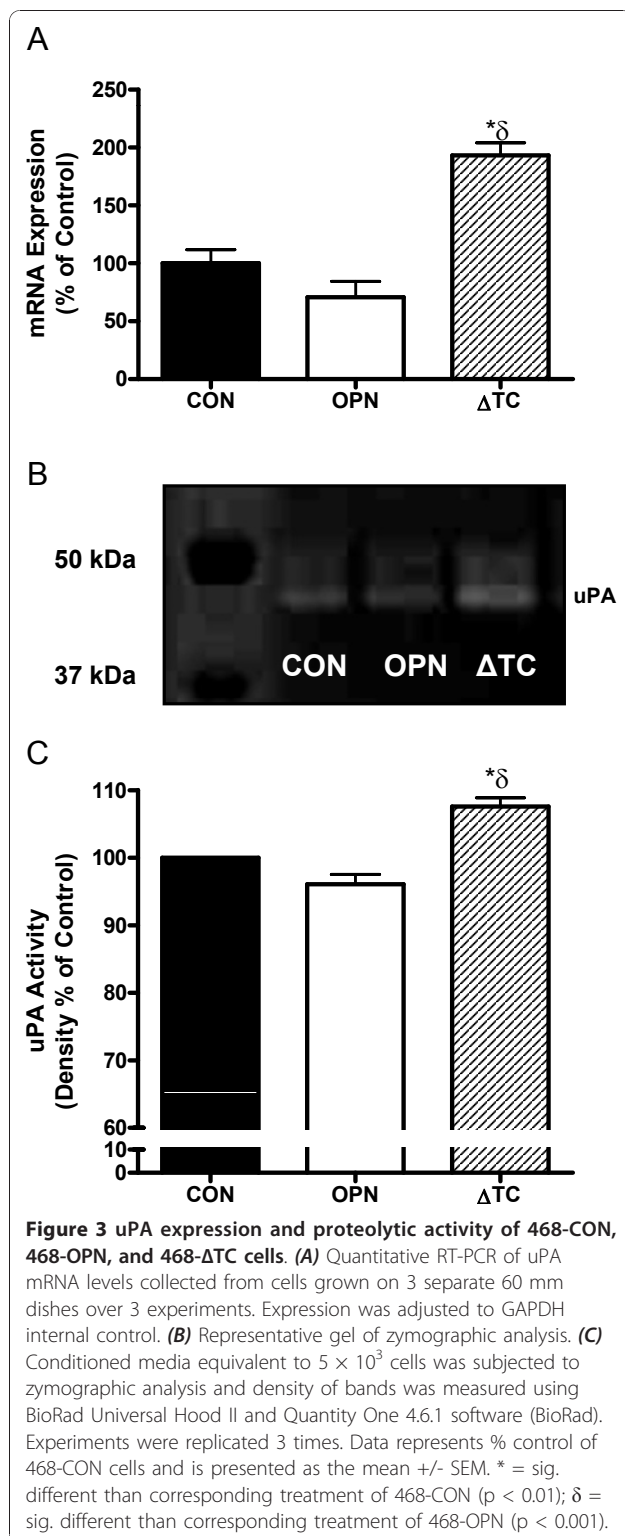 A
250
200
150
100
50
0
mRNA Expression
(% of Control)
*δ
CON OPN ΔTC
B
50 kDa
37 kDa
CON OPN ΔTC
uPA
C
110
100
90
80
70
60
10
0
uPA Activity
(Density % of Control)
*δ
CON OPN ΔTC
Figure 3 uPA expression and proteolytic activity of 468-CON,
468-OPN, and 468-ΔTC cells. (A) Quantitative RT-PCR of uPA
mRNA levels collected from cells grown on 3 separate 60 mm
dishes over 3 experiments. Expression was adjusted to GAPDH
internal control. (B) Representative gel of zymographic analysis. (C)
Conditioned media equivalent to 5 × 10³ cells was subjected to
zymographic analysis and density of bands was measured using
BioRad Universal Hood II and Quantity One 4.6.1 software (BioRad).
Experiments were replicated 3 times. Data represents % control of
468-CON cells and is presented as the mean +/- SEM. * = sig.
different than corresponding treatment of 468-CON (p < 0.01); δ =
sig. different than corresponding treatment of 468-OPN (p < 0.001).